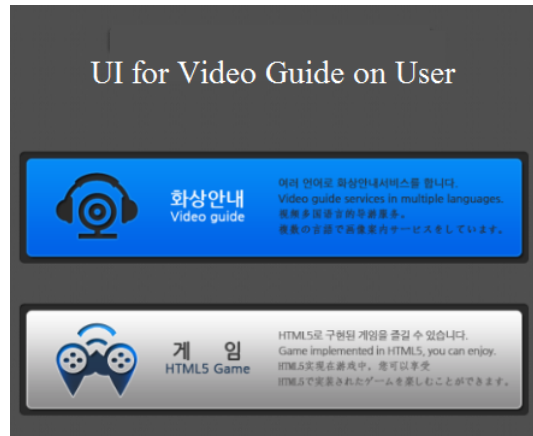 UI for Video Guide on User
화상안내
Video guide
여러 언어로 화상안내서비스를 합니다.
Video guide services in multiple languages.
視頻多国语言的导游服务。
複数の言語で画像案内サービスをしています。
게 임
HTML5 Game
HTML5로 구현된 게임을 즐길 수 있습니다.
Game implemented in HTML5, you can enjoy.
HTML5实现在游戏中，您可以享受
HTML5で実装されたゲームを楽しむことができます。